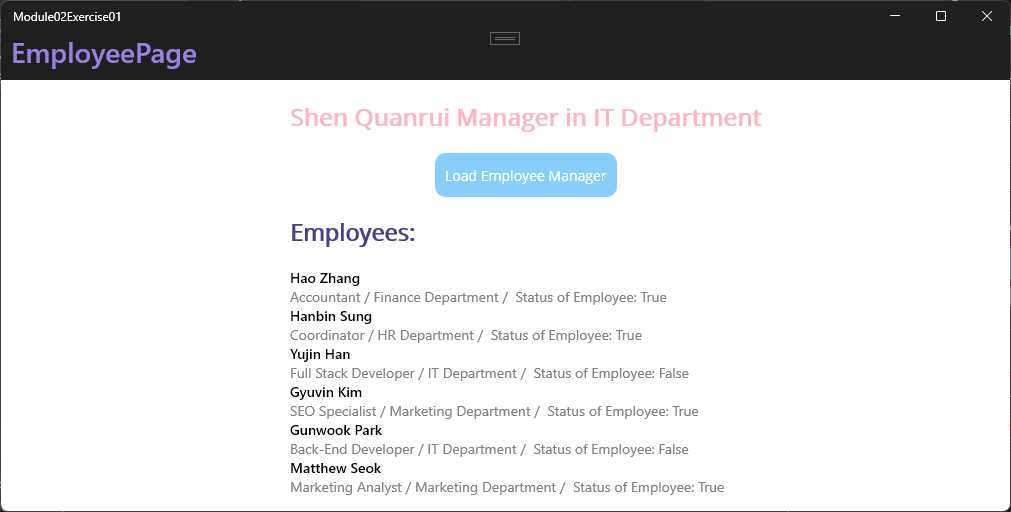 Module02Exercise01
EmployeePage
Shen Quanrui Manager in IT Department
Load Employee Manager
Employees:
Hao Zhang
Accountant / Finance Department /  Status of Employee: True
Hanbin Sung
Coordinator / HR Department /  Status of Employee: True
Yujin Han
Full Stack Developer / IT Department /  Status of Employee: False
Gyuvin Kim
SEO Specialist / Marketing Department /  Status of Employee: True
Gunwook Park
Back-End Developer / IT Department /  Status of Employee: False
Matthew Seok
Marketing Analyst / Marketing Department /  Status of Employee: True